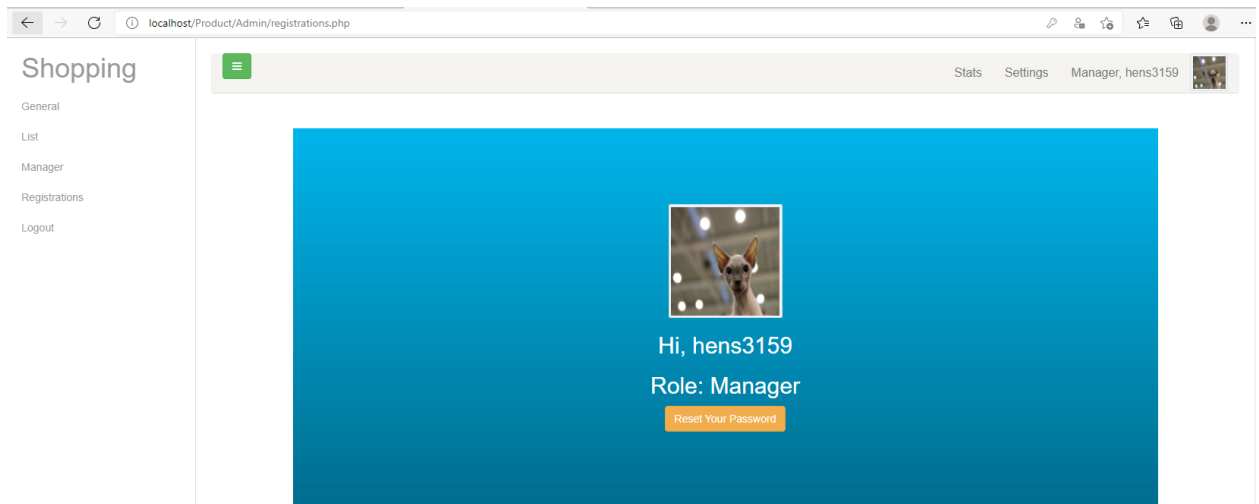 localhost/Product/Admin/registrations.php
Shopping
General
List
Manager
Registrations
Logout
Stats Settings Manager, hens3159
Hi, hens3159
Role: Manager
Reset Your Password